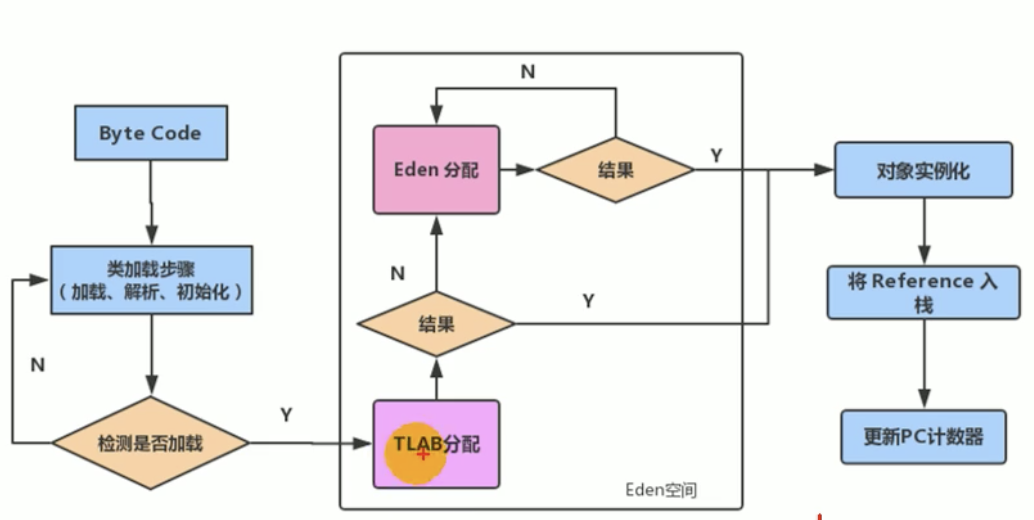 Byte Code
类加载步骤
（加载、解析、初始化）
N
检测是否加载
Y
N
Eden 分配
结果
Y
N
结果
Y
TLAB分配
Eden空间
对象实例化
将 Reference 入
栈
更新PC计数器